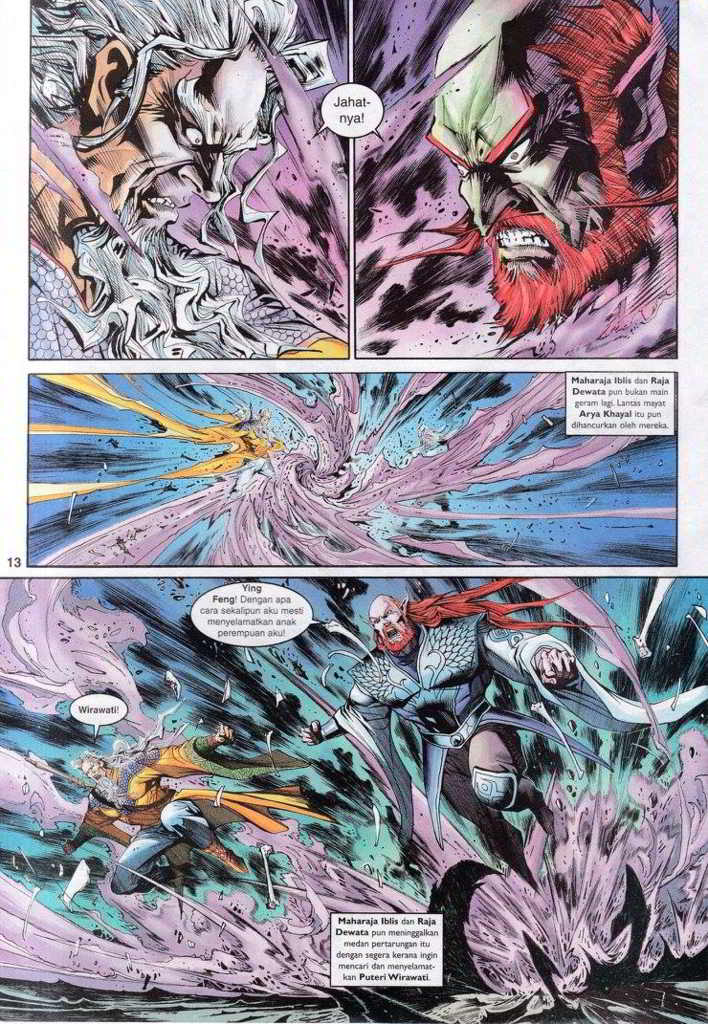 Jahat-
nya!
Maharaja Iblis dan Raja
Dewata pun bukan main
geram lagi. Lantas mayat
Arya Khayal itu pun
dihancurkan oleh mereka.
13
Ying
Feng! Dengan apa
cara sekalipun aku mesti
menyelamatkan anak
perempuan aku!
Wirawati!
Maharaja Iblis dan Raja
Dewata pun meninggalkan
medan pertarungan itu
dengan segera kerana ingin
mencari dan menyelamat-
kan Puteri Wirawati.